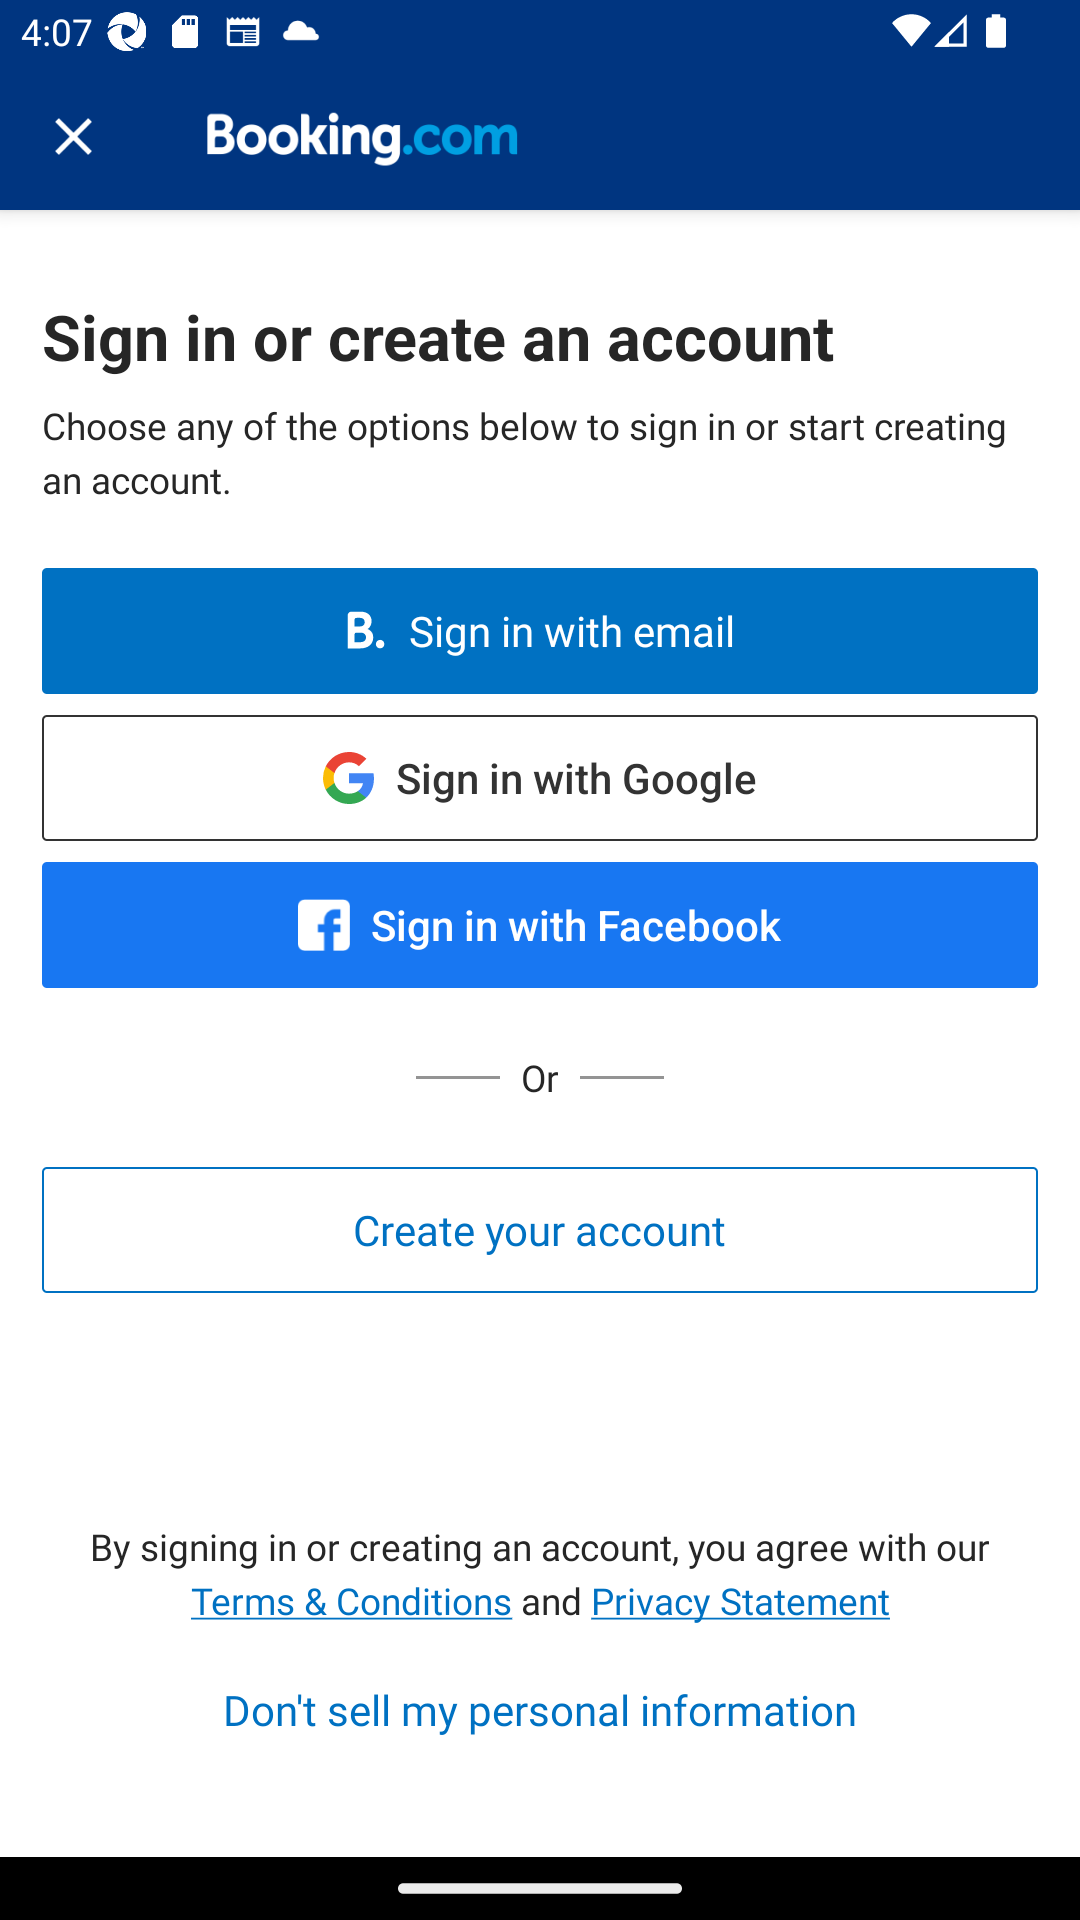 4:07
Booking.com
Sign in or create an account
Choose any of the options below to sign in or start creating
an account.
B. Sign in with email
Sign in with Google
Sign in with Facebook
Or
Create your account
By signing in or creating an account, you agree with our
Terms & Conditions and Privacy Statement
Don't sell my personal information